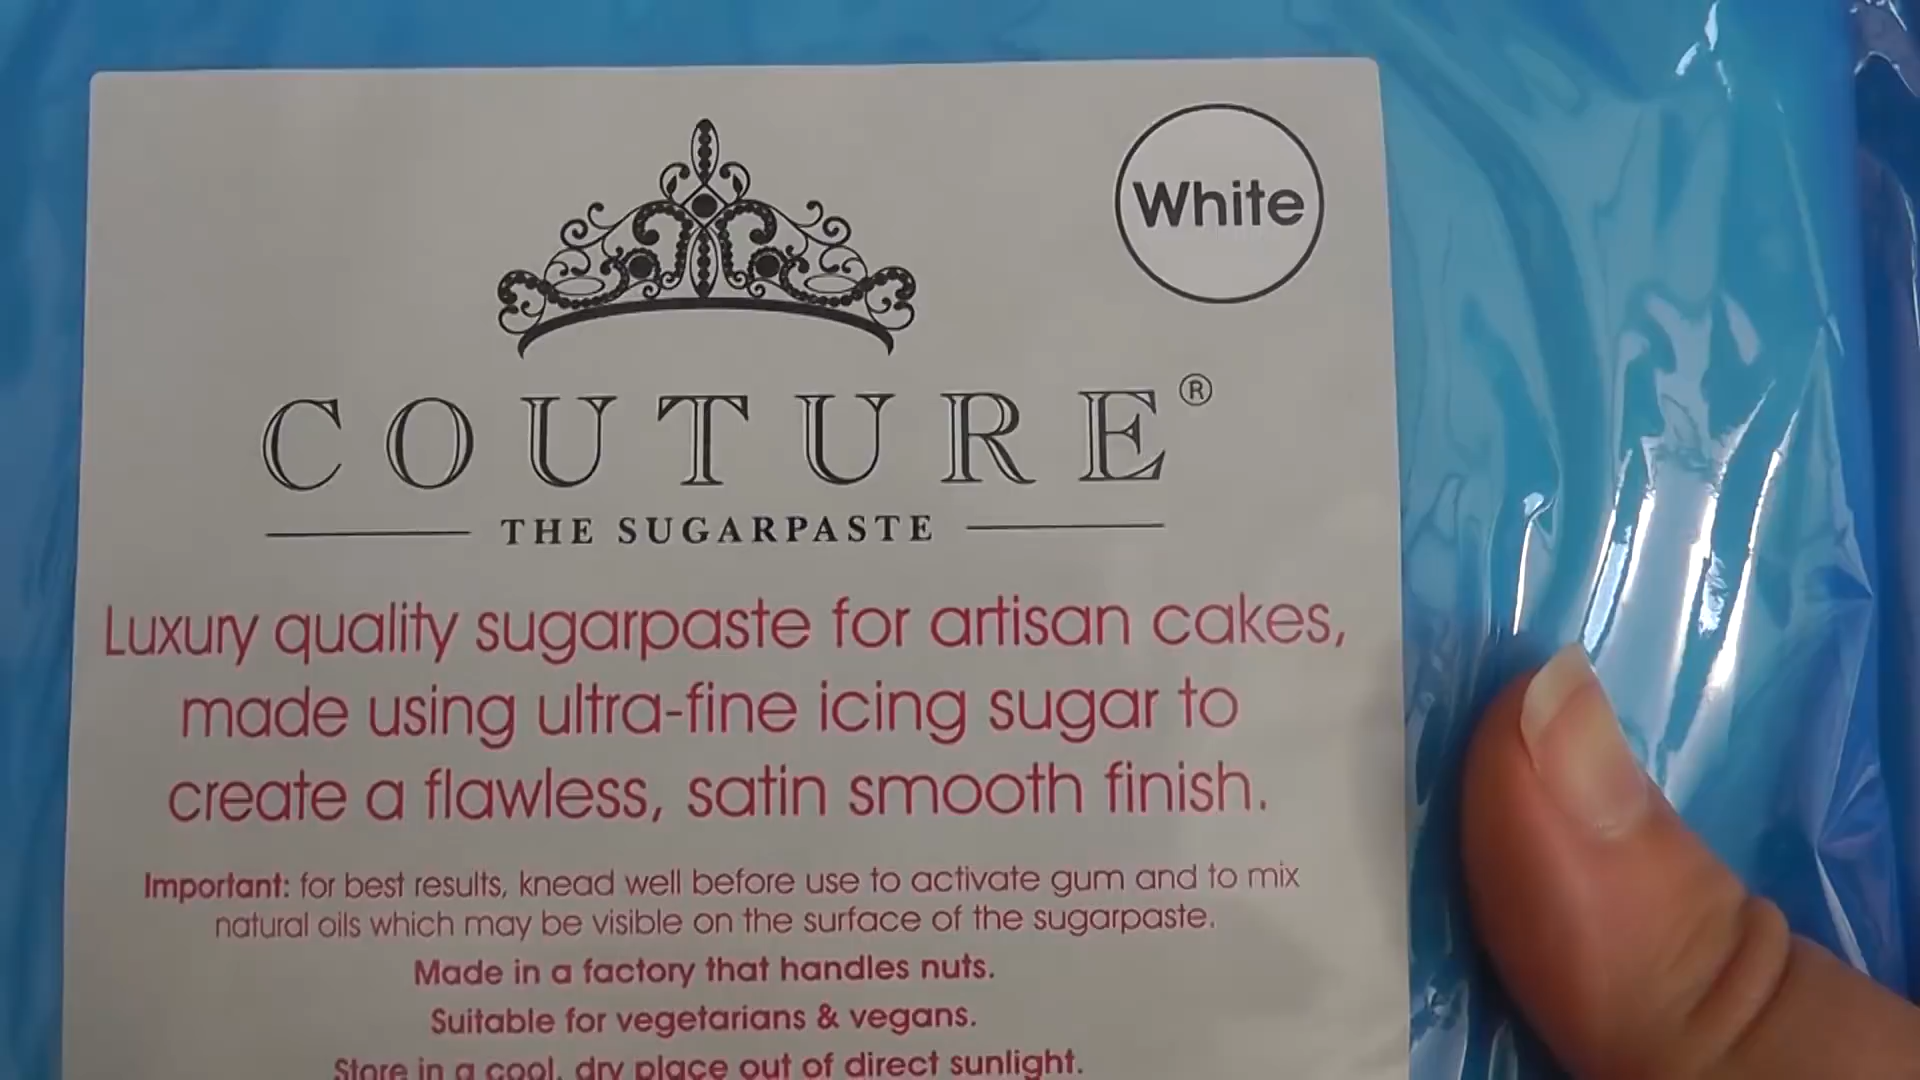 White
COUTURE®
THE SUGARPASTE
Luxury quality sugarpaste for artisan cakes,
made using ultra-fine icing sugar to
create a flawless, satin smooth finish.
Important: for best results, knead well before use to activate gum and to mix
natural oils which may be visible on the surface of the sugarpaste.
Made in a factory that handles nuts.
Suitable for vegetarians & vegans.
Store in a cool, dry place out of direct sunlight.